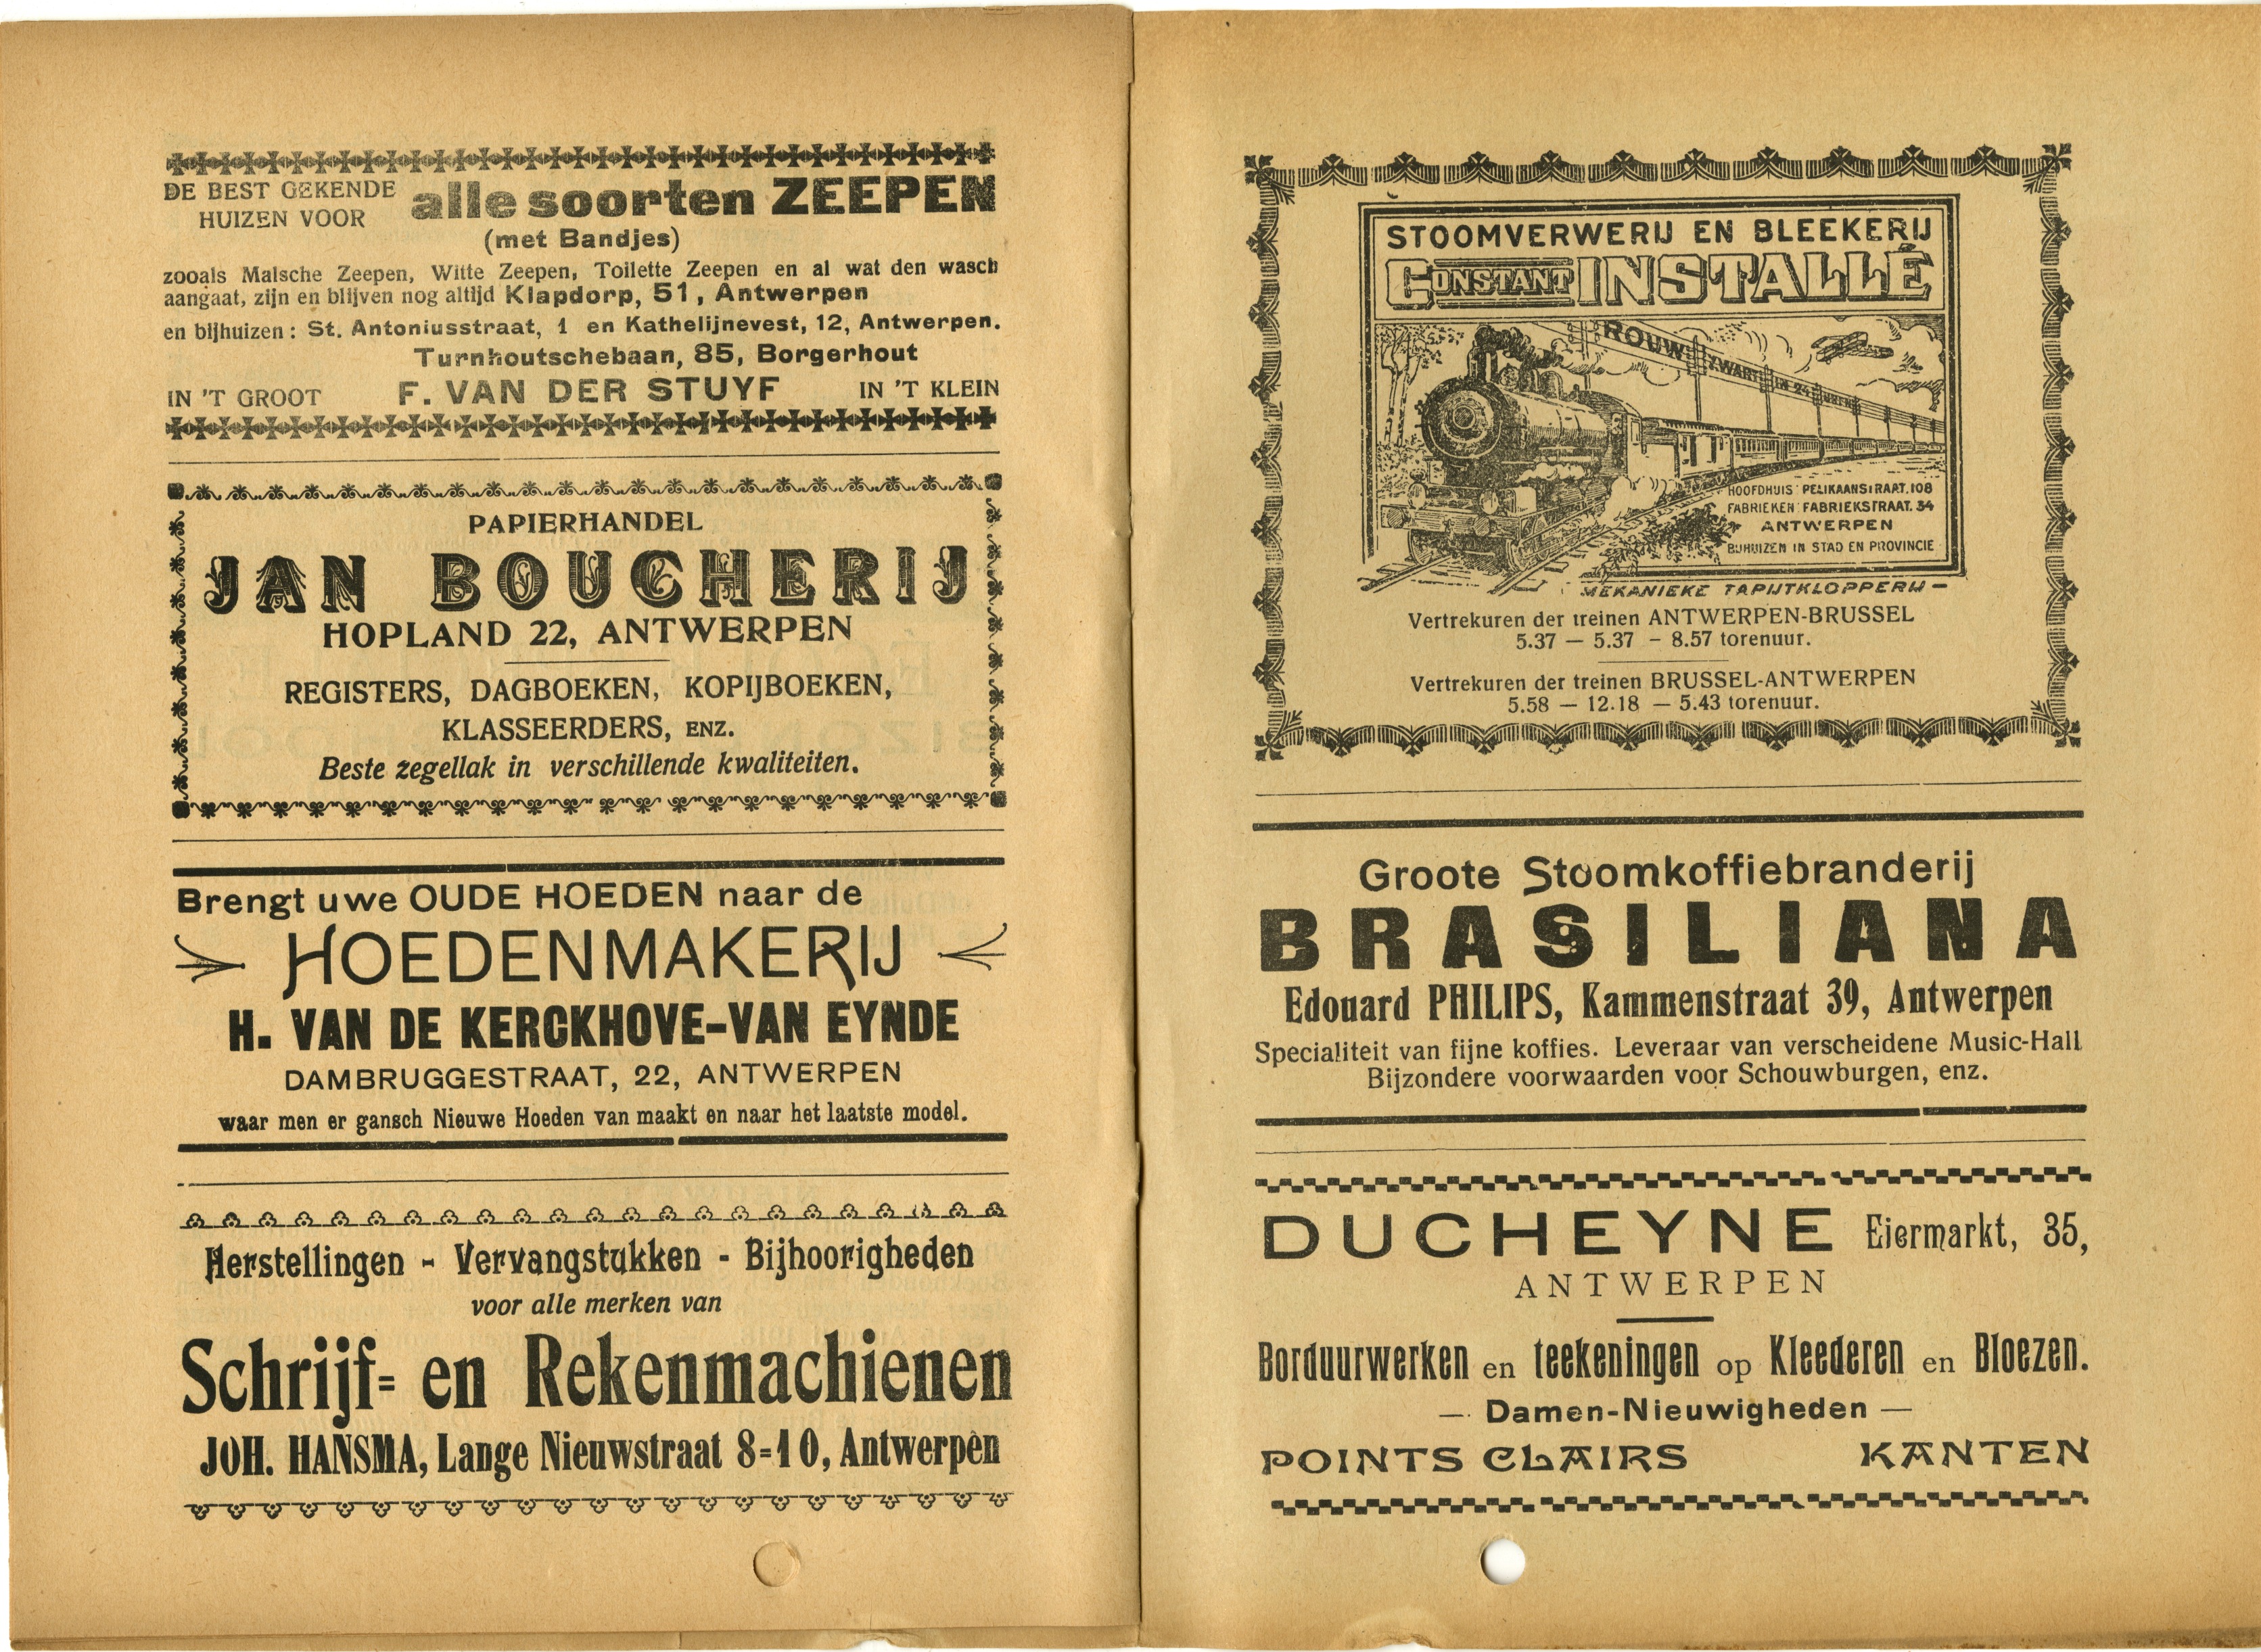 DE BEST GEKENDE
HUIZEN VOOR
alle soorten ZEEPEN
(met Bandjes)
zooals Malsche Zeepen, Witte Zeepen, Toilette Zeepen en al wat den wasch
aangaat, zijn en blijven nog altijd Klapdorp, 51, Antwerpen
en bijhuizen: St. Antoniusstraat, 1 en Kathelijnevest, 12, Antwerpen.
Turnhoutschebaan, 85, Borgerhout
IN 'T GROOT F. VAN DER STUYF IN 'T KLEIN
PAPIERHANDEL
JAN BOUCHERIJ
HOPLAND 22, ANTWERPEN
REGISTERS, DAGBOEKEN, KOPIJBOEKEN,
KLASSEERDERS, ENZ.
Beste zegellak in verschillende kwaliteiten.
Brengt uwe OUDE HOEDEN naar de
HOEDENMAKERIJ
H. VAN DE KERCKHOVE-VAN EYNDE
DAMBRUGGESTRAAT, 22, ANTWERPEN
waar men er gansch Nieuwe Hoeden van maakt en naar het laatste model.
Herstellingen - Vervangstukken - Bijhoorigheden
voor alle merken van
Schrijf= en Rekenmachienen
JOH. HANSMA, Lange Nieuwstraat 8=10, Antwerpen
STOOMVERWERIJ EN BLEEKERIJ
CONSTANT INSTALLÉ
ROUW ZWART IN 24 UREN
HOOFDHUIS PELIKAANSTRAAT. 108
FABRIEKEN FABRIEKSTRAAT. 34
ANTWERPEN
BIJHUIZEN IN STAD EN PROVINCIE
MEKANIEKE TAPIJTKLOPPERIJ —
Vertrekuren der treinen ANTWERPEN-BRUSSEL
5.37 — 5.37 - 8.57 torenuur.
Vertrekuren der treinen BRUSSEL-ANTWERPEN
5.58 — 12.18 — 5.43 torenuur.
Groote Stoomkoffiebranderij
BRASILIANA
Edouard PHILIPS, Kammenstraat 39, Antwerpen
Specialiteit van fijne koffies. Leveraar van verscheidene Music-Hall
Bijzondere voorwaarden voor Schouwburgen, enz.
DUCHEYNE Eiermarkt, 35,
ANTWERPEN
Borduurwerken en teekeningen op Kleederen en Bloezen.
— Damen-Nieuwigheden —
POINTS CLAIRS KANTEN